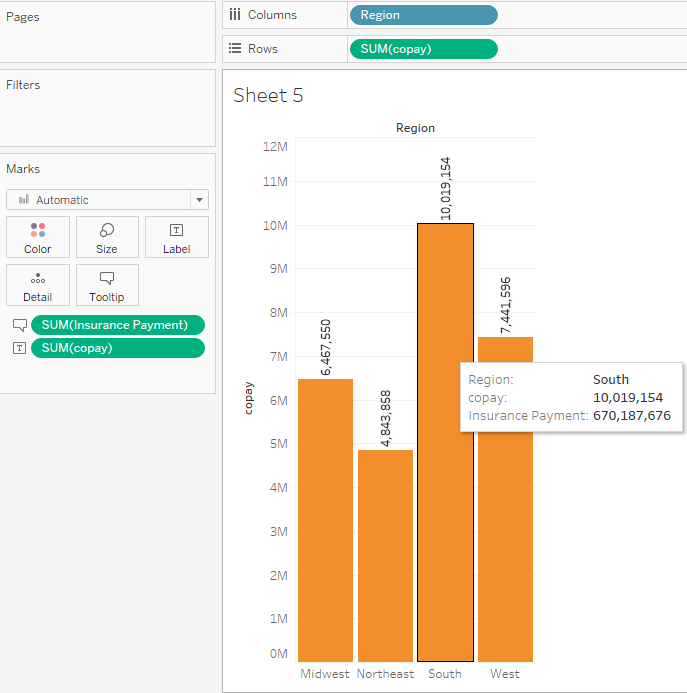 Pages
Columns
Region
Rows
SUM(copay)
Filters
Marks
Automatic
Color
Size
Label
Detail
Tooltip
SUM(Insurance Payment)
SUM(copay)
Sheet 5
Region
12M
11M
10M
9M
8M
7M
6M
5M
4M
3M
2M
1M
0M
copay
6,467,550
4,843,858
10,019,154
7,441,596
Region: South
copay: 10,019,154
Insurance Payment: 670,187,676
Midwest Northeast South West